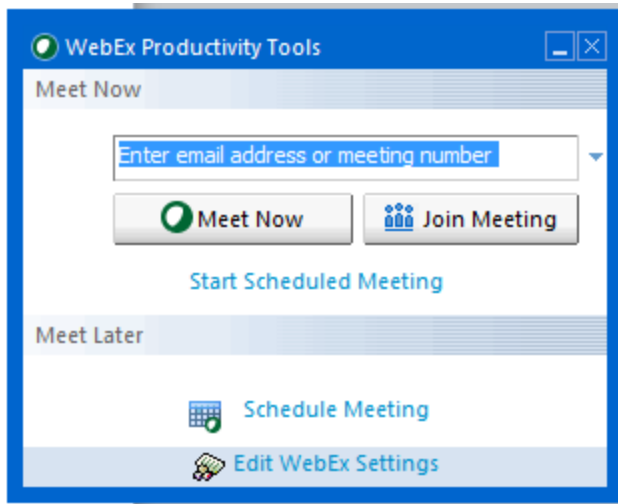 WebEx Productivity Tools
Meet Now
Enter email address or meeting number
Meet Now
Join Meeting
Start Scheduled Meeting
Meet Later
Schedule Meeting
Edit WebEx Settings